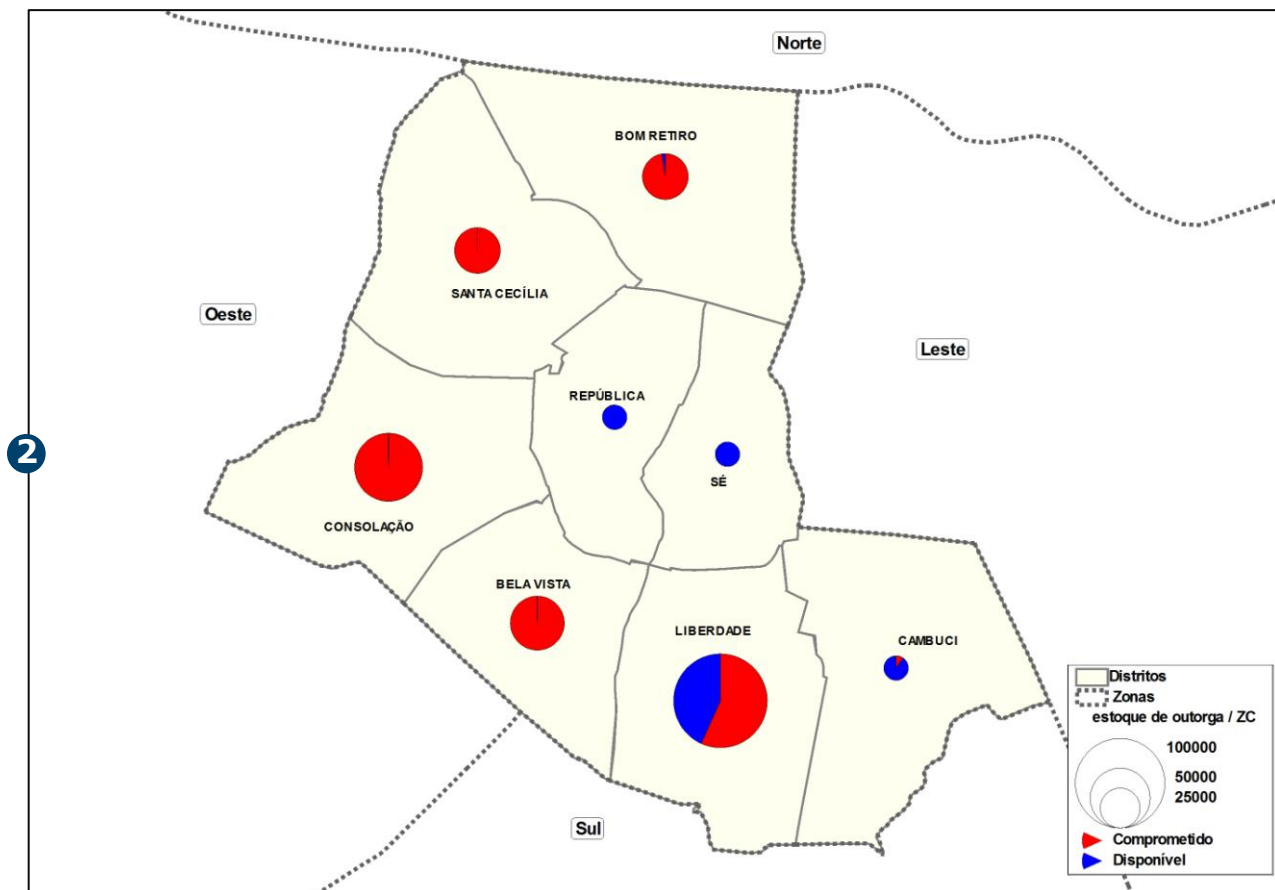 Norte
BOM RETIRO
SANTA CECÍLIA
Oeste
Leste
REPÚBLICA
2
SÉ
CONSOLAÇÃO
BELA VISTA
LIBERDADE
CAMBUCI
Distritos
Zonas
estoque de outorga / ZC
100000
50000
25000
Sul
Comprometido
Disponível